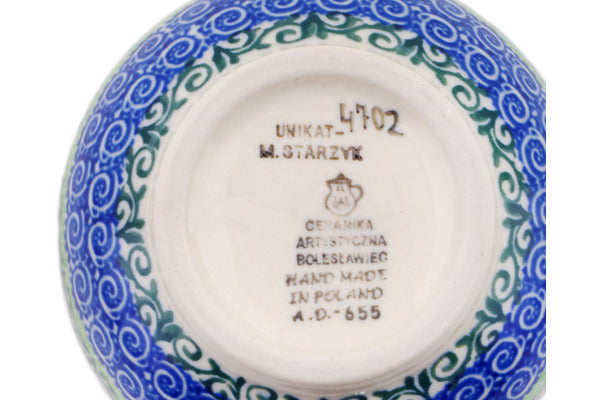 UNIKAT-4702
M.STARZYK
CERAMIKA
ARTYSTYCZNA
BOLESŁAWIEC
HAND MADE
IN POLAND
A.D.-655